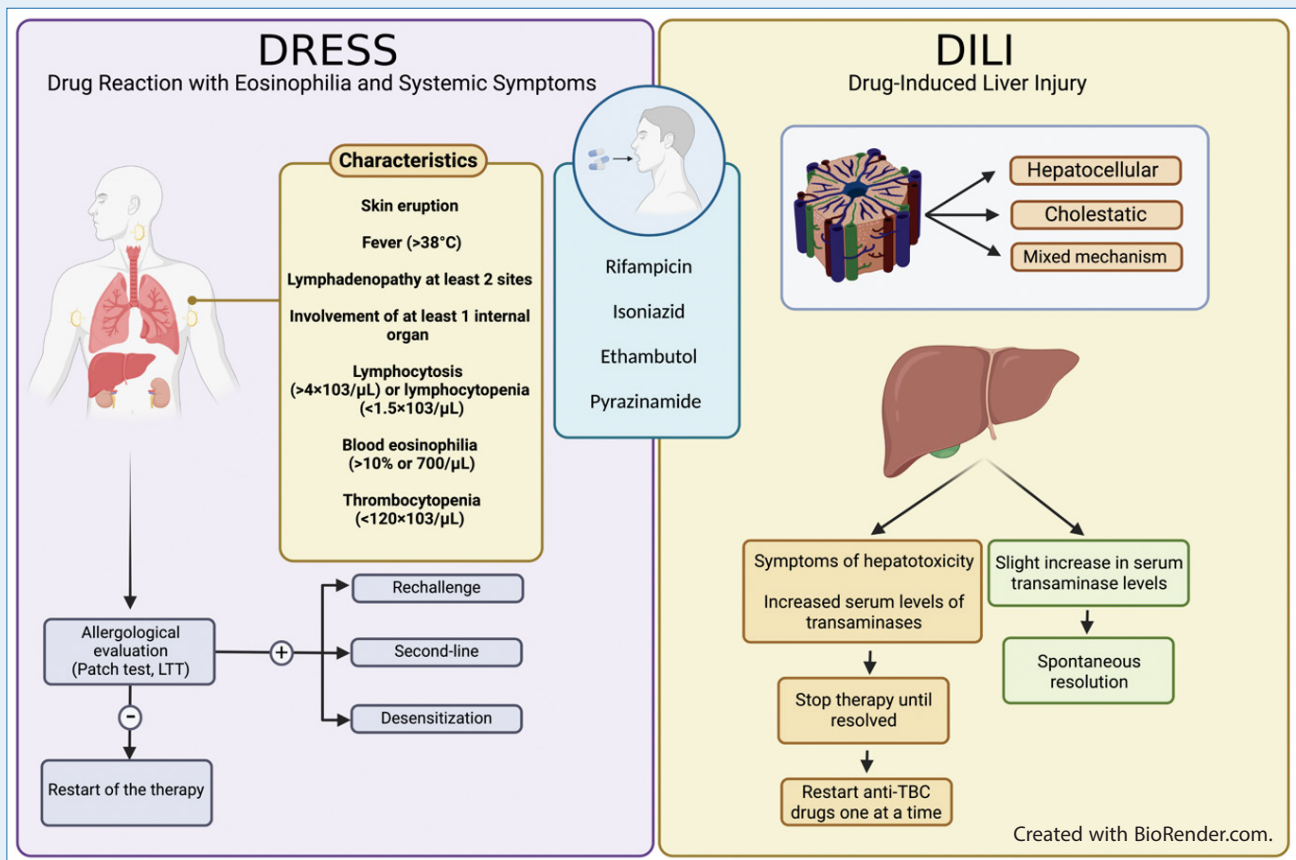 DRESS
Drug Reaction with Eosinophilia and Systemic Symptoms
Characteristics
Skin eruption
Fever (>38°C)
Lymphadenopathy at least 2 sites
Involvement of at least 1 internal
organ
Lymphocytosis
(>4×103/µL) or lymphocytopenia
(<1.5×103/µL)
Blood eosinophilia
(>10% or 700/µL)
Thrombocytopenia
(<120×103/µL)
Allergological
evaluation
(Patch test, LTT)
+
Rechallenge
Second-line
Desensitization
-
Restart of the therapy
Rifampicin
Isoniazid
Ethambutol
Pyrazinamide
DILI
Drug-Induced Liver Injury
Hepatocellular
Cholestatic
Mixed mechanism
Symptoms of hepatotoxicity
Increased serum levels of
transaminases
Stop therapy until
resolved
Restart anti-TBC
drugs one at a time
Slight increase in serum
transaminase levels
Spontaneous
resolution
Created with BioRender.com.